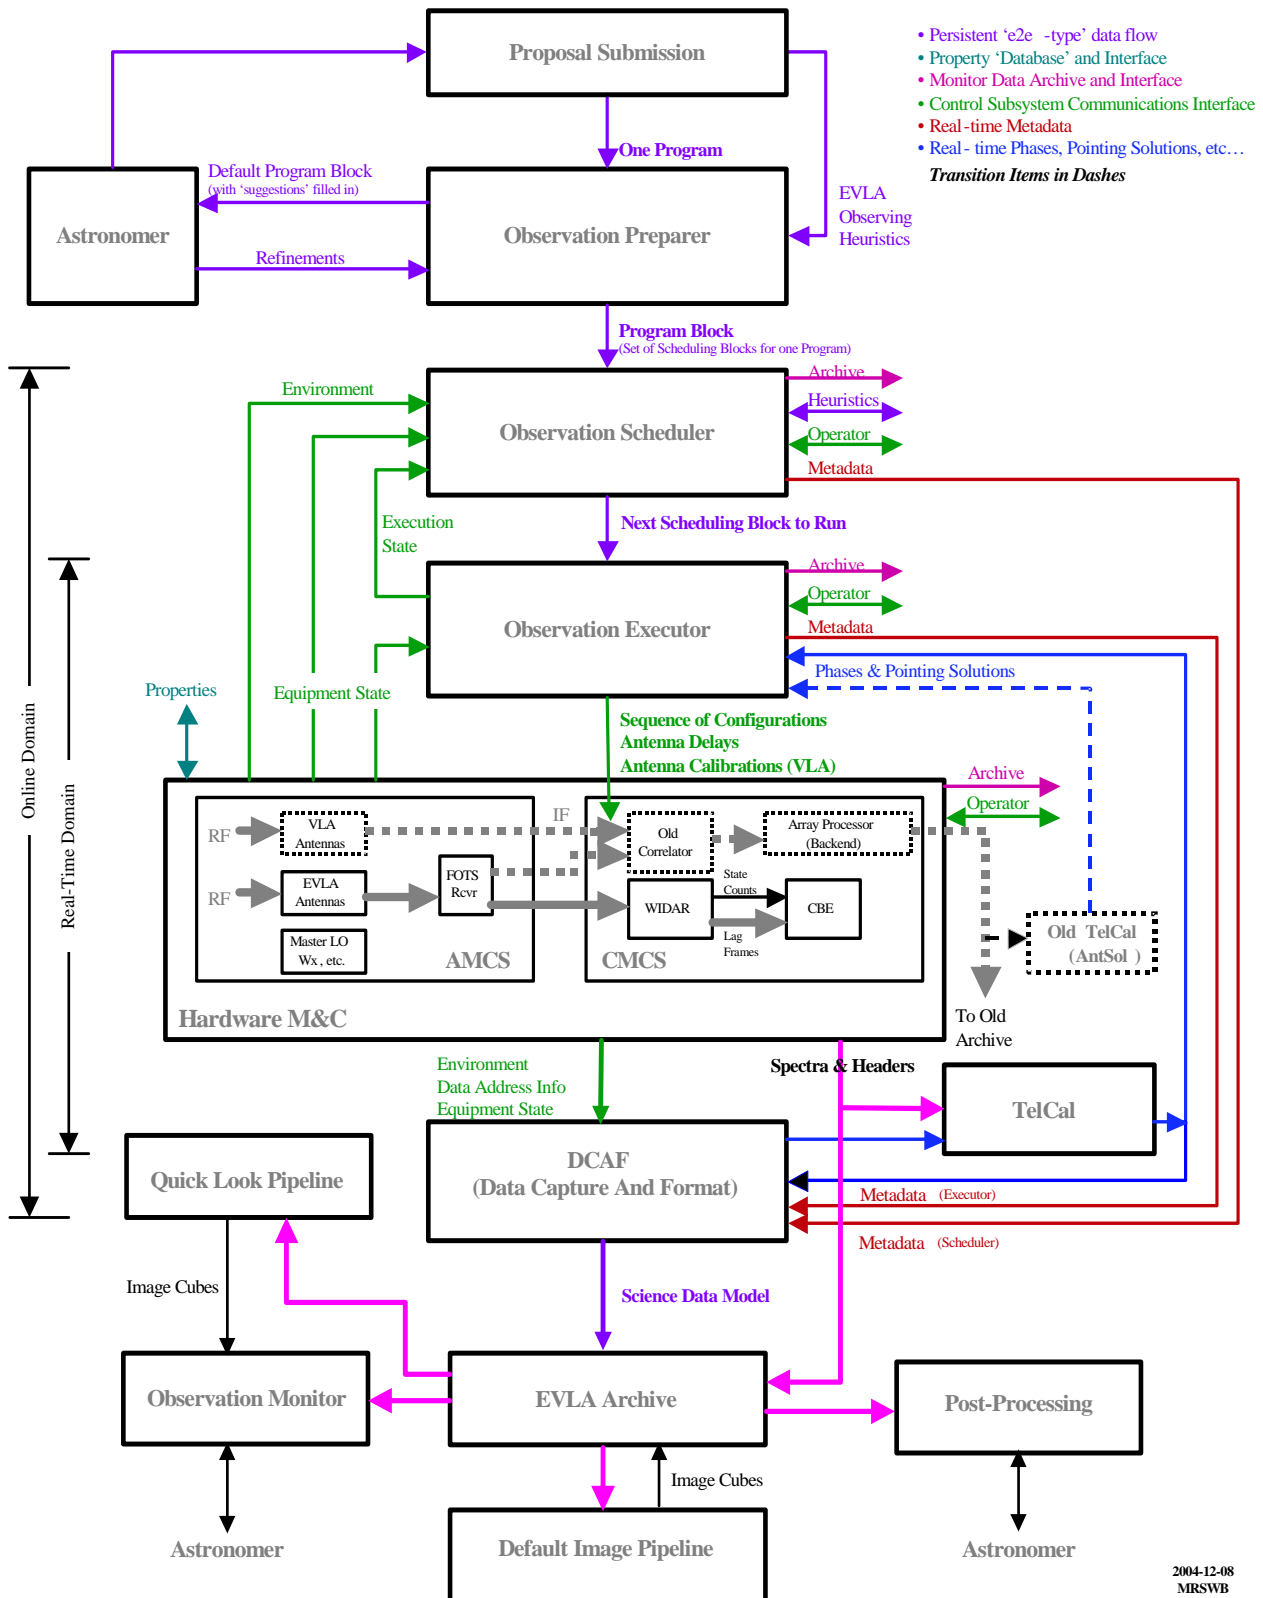 Proposal Submission
• Persistent ‘e2e -type’ data flow
• Property ‘Database’ and Interface
• Monitor Data Archive and Interface
• Control Subsystem Communications Interface
• Real-time Metadata
• Real- time Phases, Pointing Solutions, etc…
Transition Items in Dashes
One Program
Default Program Block
(with ‘suggestions’ filled in)
Astronomer
Observation Preparer
EVLA
Observing
Heuristics
Refinements
Program Block
(Set of Scheduling Blocks for one Program)
Environment
Observation Scheduler
Archive
Heuristics
Operator
Metadata
Execution
State
Next Scheduling Block to Run
Observation Executor
Archive
Operator
Metadata
Phases & Pointing Solutions
Online Domain
Real-Time Domain
Properties
Equipment State
Sequence of Configurations
Antenna Delays
Antenna Calibrations (VLA)
Archive
Operator
RF
VLA
Antennas
IF
Old
Correlator
Array Processor
(Backend)
RF
EVLA
Antennas
FOTS
Rcvr
WIDAR
State
Counts
Lag
Frames
CBE
Master LO
Wx, etc.
AMCS
CMCS
Hardware M&C
Old TelCal
(AntSol )
To Old
Archive
Environment
Data Address Info
Equipment State
Spectra & Headers
TelCal
Quick Look Pipeline
DCAF
(Data Capture And Format)
Metadata (Executor)
Metadata (Scheduler)
Image Cubes
Science Data Model
Observation Monitor
EVLA Archive
Post-Processing
Image Cubes
Astronomer
Default Image Pipeline
Astronomer
2004-12-08
MRSWB